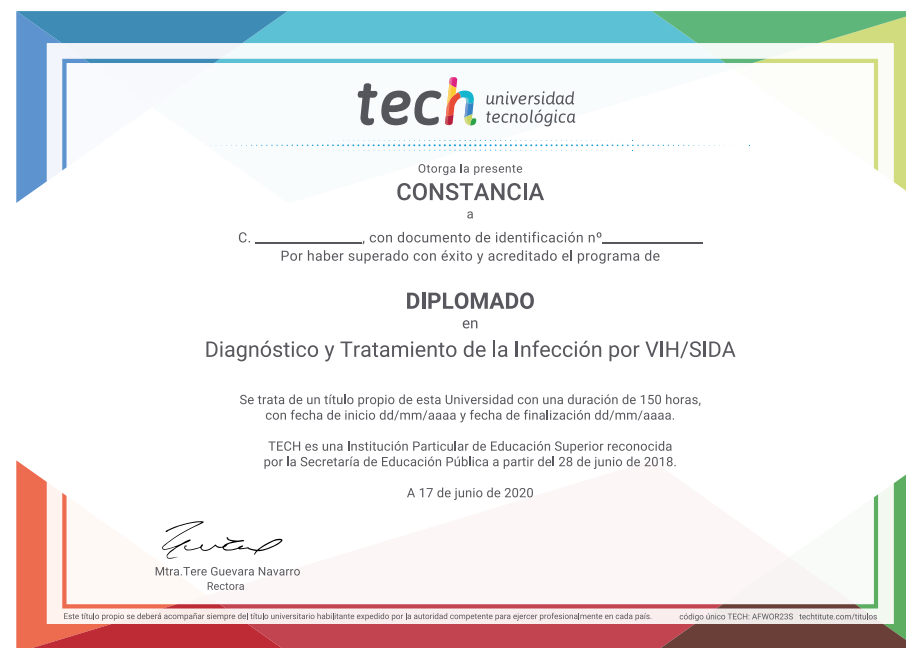 tech universidad
tecnológica
Otorga la presente
CONSTANCIA
a
C. ____________, con documento de identificación nº____________
Por haber superado con éxito y acreditado el programa de
DIPLOMADO
en
Diagnóstico y Tratamiento de la Infección por VIH/SIDA
Se trata de un título propio de esta Universidad con una duración de 150 horas,
con fecha de inicio dd/mm/aaaa y fecha de finalización dd/mm/aaaa.
TECH es una Institución Particular de Educación Superior reconocida
por la Secretaría de Educación Pública a partir del 28 de junio de 2018.
A 17 de junio de 2020
Mtra.Tere Guevara Navarro
Rectora
Este título propio se deberá acompañar siempre del título universitario habilitante expedido por la autoridad competente para ejercer profesionalmente en cada país. código único TECH: AFWOR23S techtitute.com/titulos